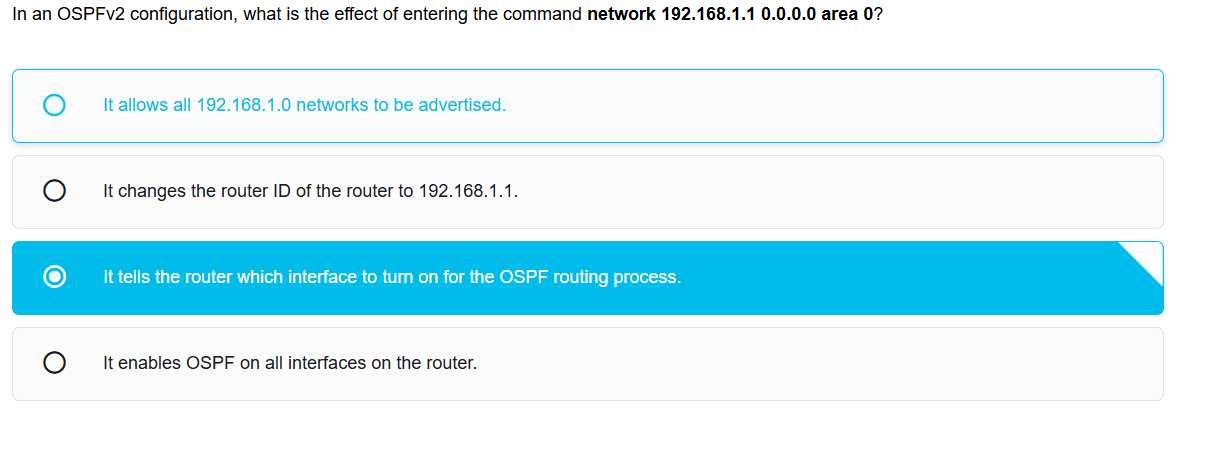 In an OSPFv2 configuration, what is the effect of entering the command network 192.168.1.1 0.0.0.0 area 0?
It allows all 192.168.1.0 networks to be advertised.
It changes the router ID of the router to 192.168.1.1.
It tells the router which interface to turn on for the OSPF routing process.
It enables OSPF on all interfaces on the router.